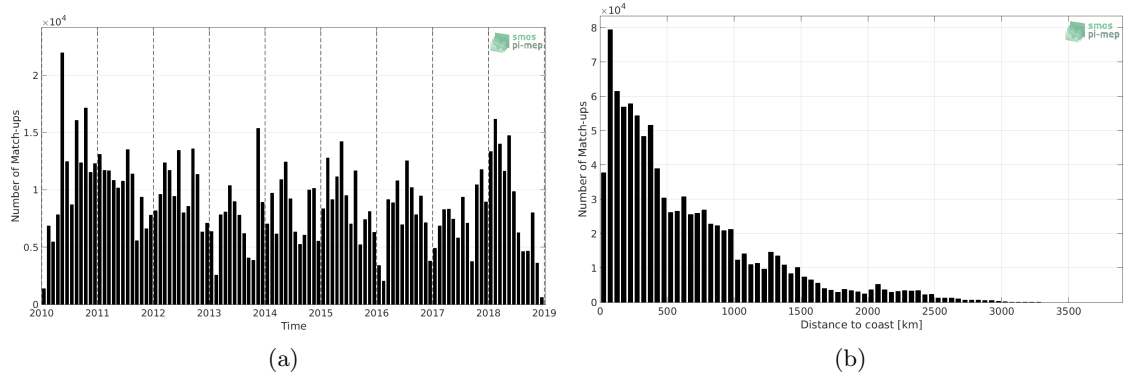 ×10⁴
2
1.5
1
0.5
0
Number of Match-ups
2010 2011 2012 2013 2014 2015 2016 2017 2018 2019
Time
smos
pi-mep
(a)
×10⁴
8
7
6
5
4
3
2
1
0
Number of Match-ups
0 500 1000 1500 2000 2500 3000 3500
Distance to coast [km]
smos
pi-mep
(b)